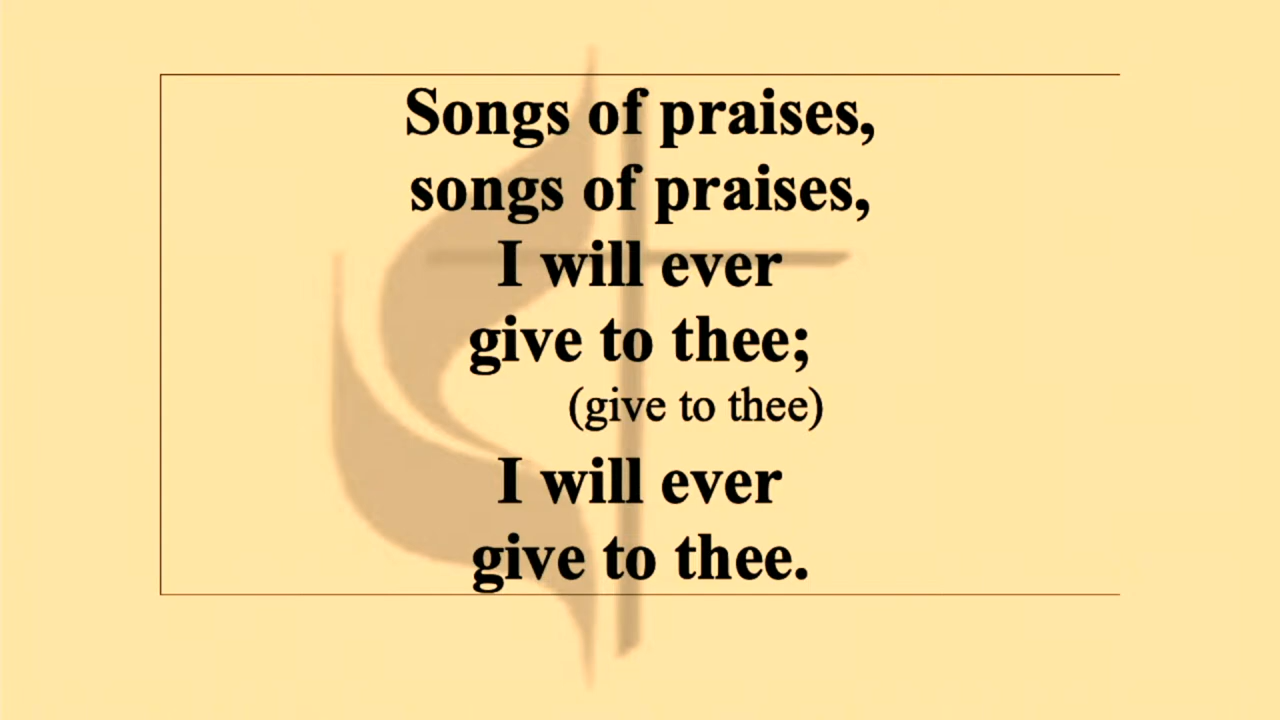 Songs of praises,
songs of praises,
I will ever
give to thee;
(give to thee)
I will ever
give to thee.